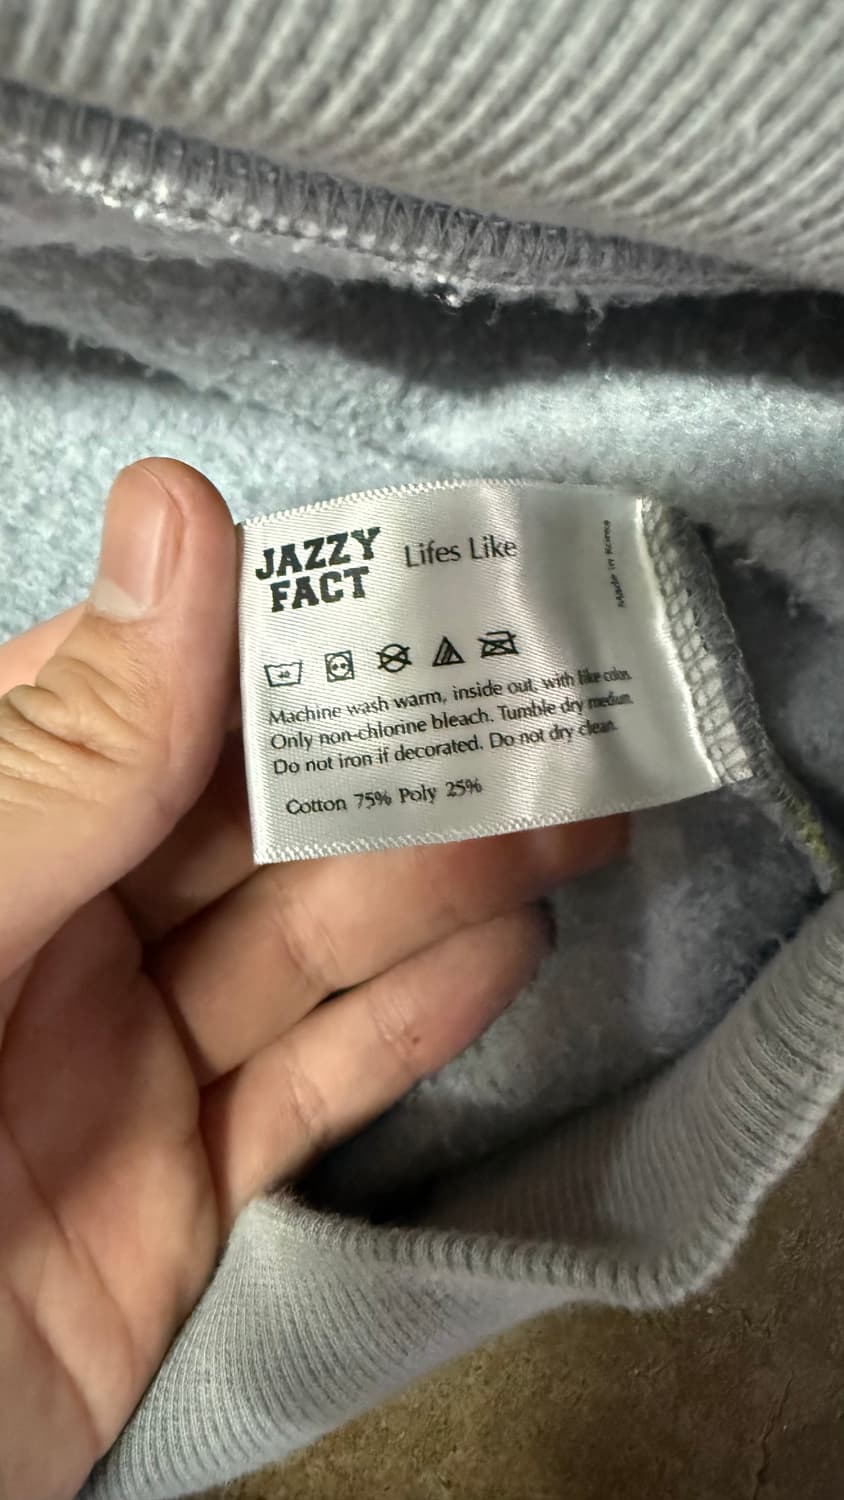 JAZZY
FACT
Lifes Like
Made in Korea
40
Machine wash warm, inside out, with like colors.
Only non-chlorine bleach. Tumble dry medium.
Do not iron if decorated. Do not dry clean.
Cotton 75% Poly 25%